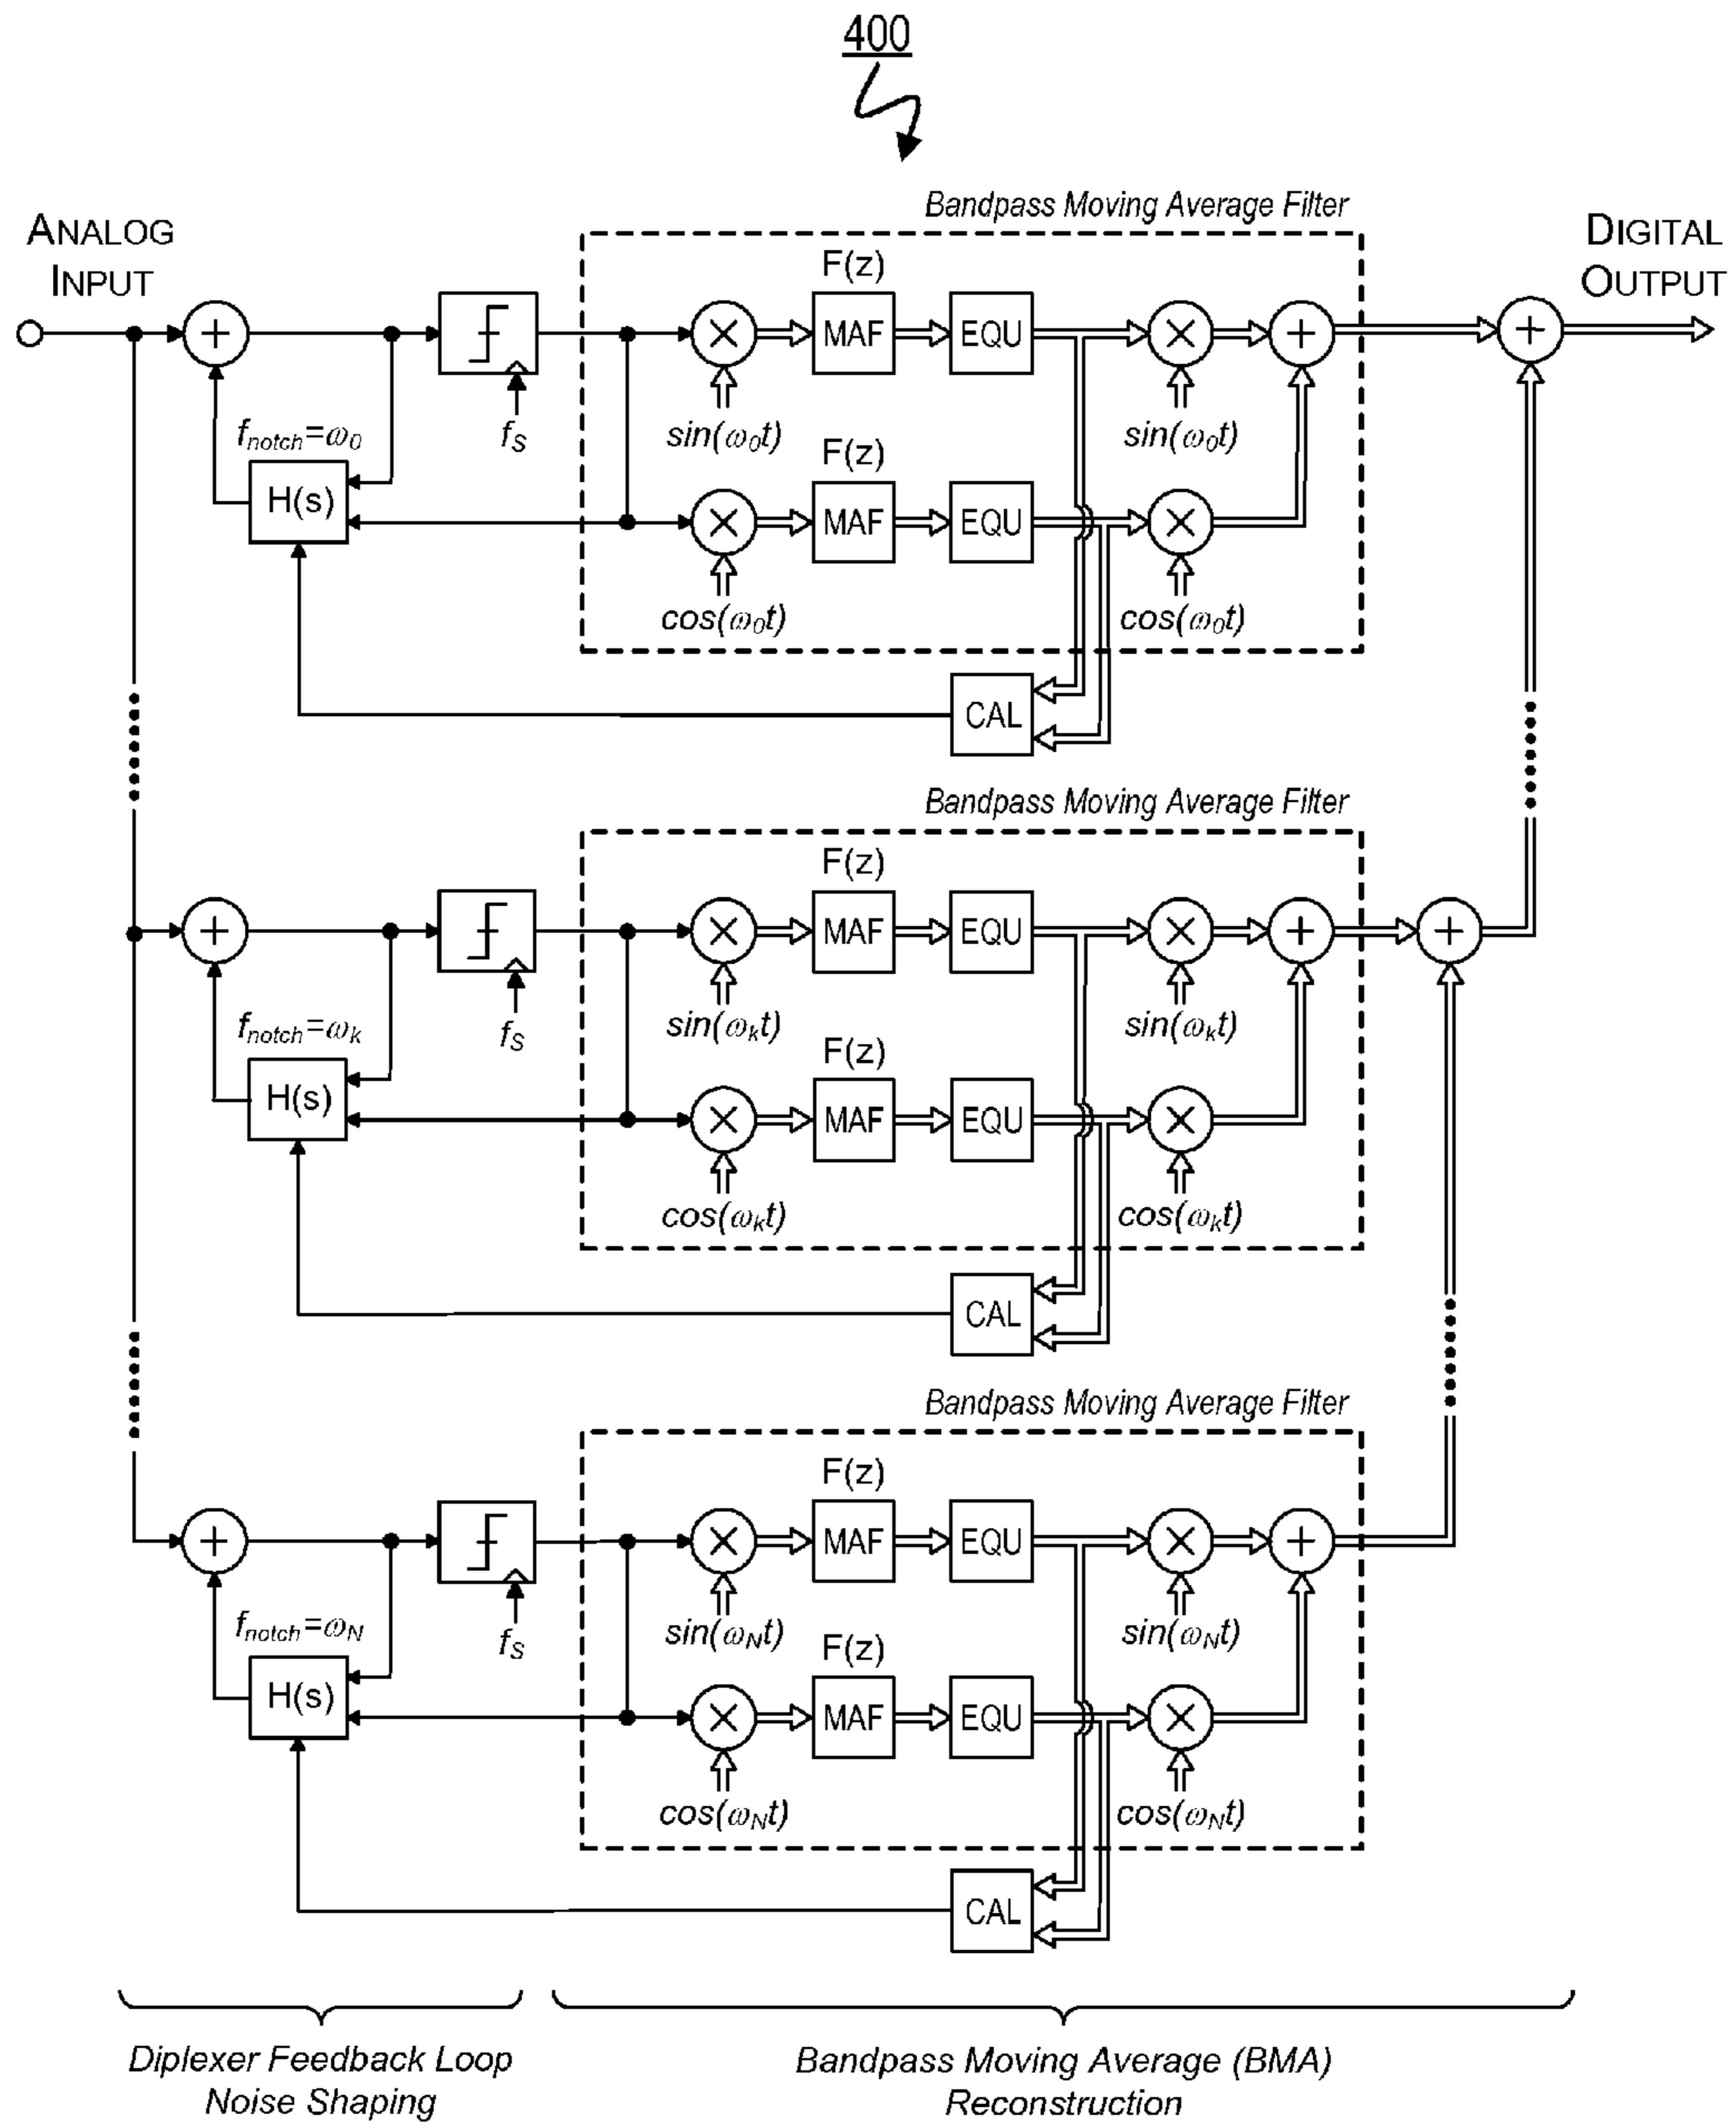 400
ANALOG
INPUT
DIGITAL
OUTPUT
Bandpass Moving Average Filter
F(z)
MAF
EQU
fS
fnotch=ω0
sin(ω0t)
sin(ω0t)
F(z)
H(s)
MAF
EQU
cos(ω0t)
cos(ω0t)
CAL
Bandpass Moving Average Filter
F(z)
MAF
EQU
fS
fnotch=ωk
sin(ωkt)
sin(ωkt)
F(z)
H(s)
MAF
EQU
cos(ωkt)
cos(ωkt)
CAL
Bandpass Moving Average Filter
F(z)
MAF
EQU
fS
fnotch=ωN
sin(ωNt)
sin(ωNt)
F(z)
H(s)
MAF
EQU
cos(ωNt)
cos(ωNt)
CAL
Diplexer Feedback Loop
Noise Shaping
Bandpass Moving Average (BMA)
Reconstruction